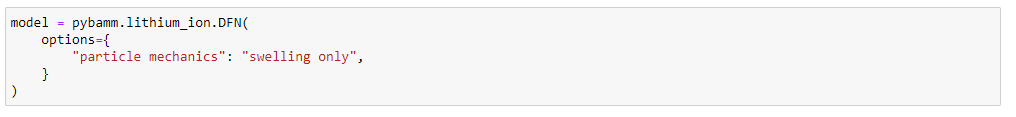 model = pybamm.lithium_ion.DFN(
    options={
        "particle mechanics": "swelling only",
    }
)